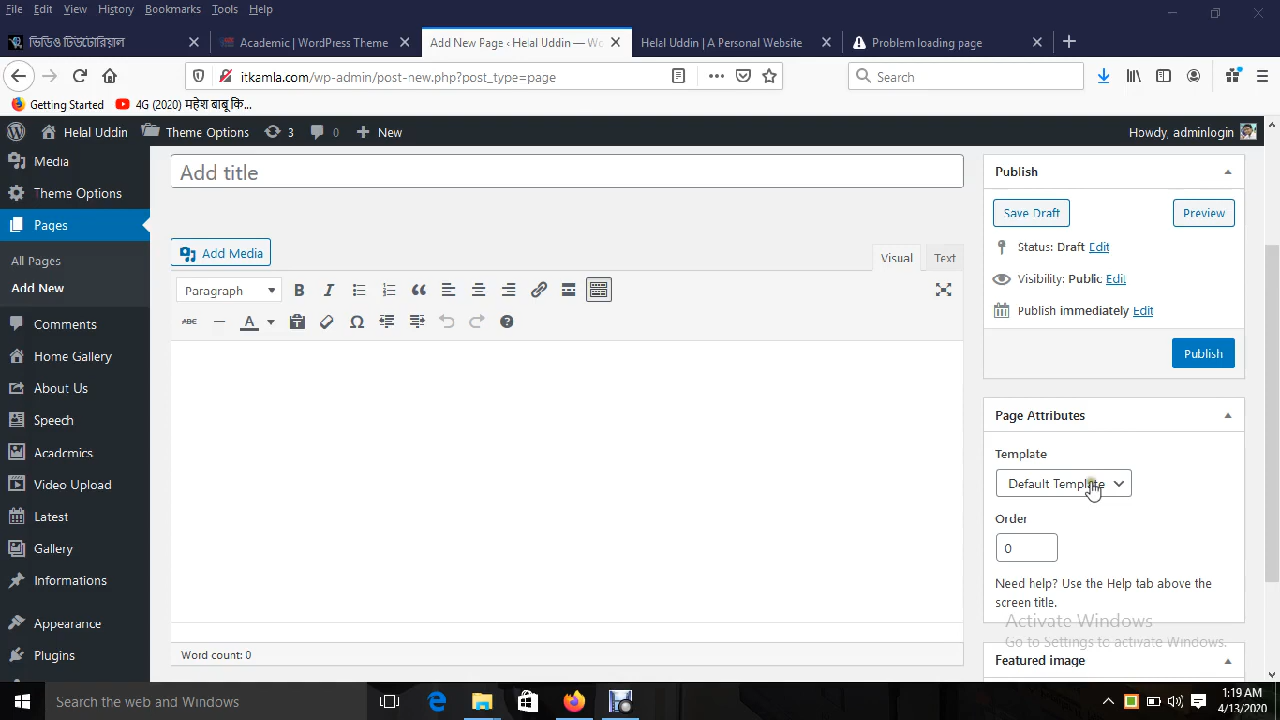 File Edit View History Bookmarks Tools Help
ভিডিও টিউটোরিয়াল
Academic | WordPress Theme
Add New Page ‹ Helal Uddin — Wo
Helal Uddin | A Personal Website
Problem loading page
itkamla.com/wp-admin/post-new.php?post_type=page
Search
Getting Started
4G (2020) महेश बाबू कि...
Helal Uddin
Theme Options
3
0
New
Howdy, adminlogin
Media
Theme Options
Pages
All Pages
Add New
Comments
Home Gallery
About Us
Speech
Acadcmics
Video Upload
Latest
Gallery
Informations
Appearance
Plugins
Add title
Add Media
Visual Text
Paragraph
B I
ABC
A
Word count: 0
Publish
Save Draft
Preview
Status: Draft Edit
Visibility: Public Edit
Publish immediately Edit
Publish
Page Attributes
Template
Default Template
Order
0
Need help? Use the Help tab above the
screen title.
Activate Windows
Go to Settings to activate Windows.
Featured image
Search the web and Windows
1:19 AM
4/13/2020